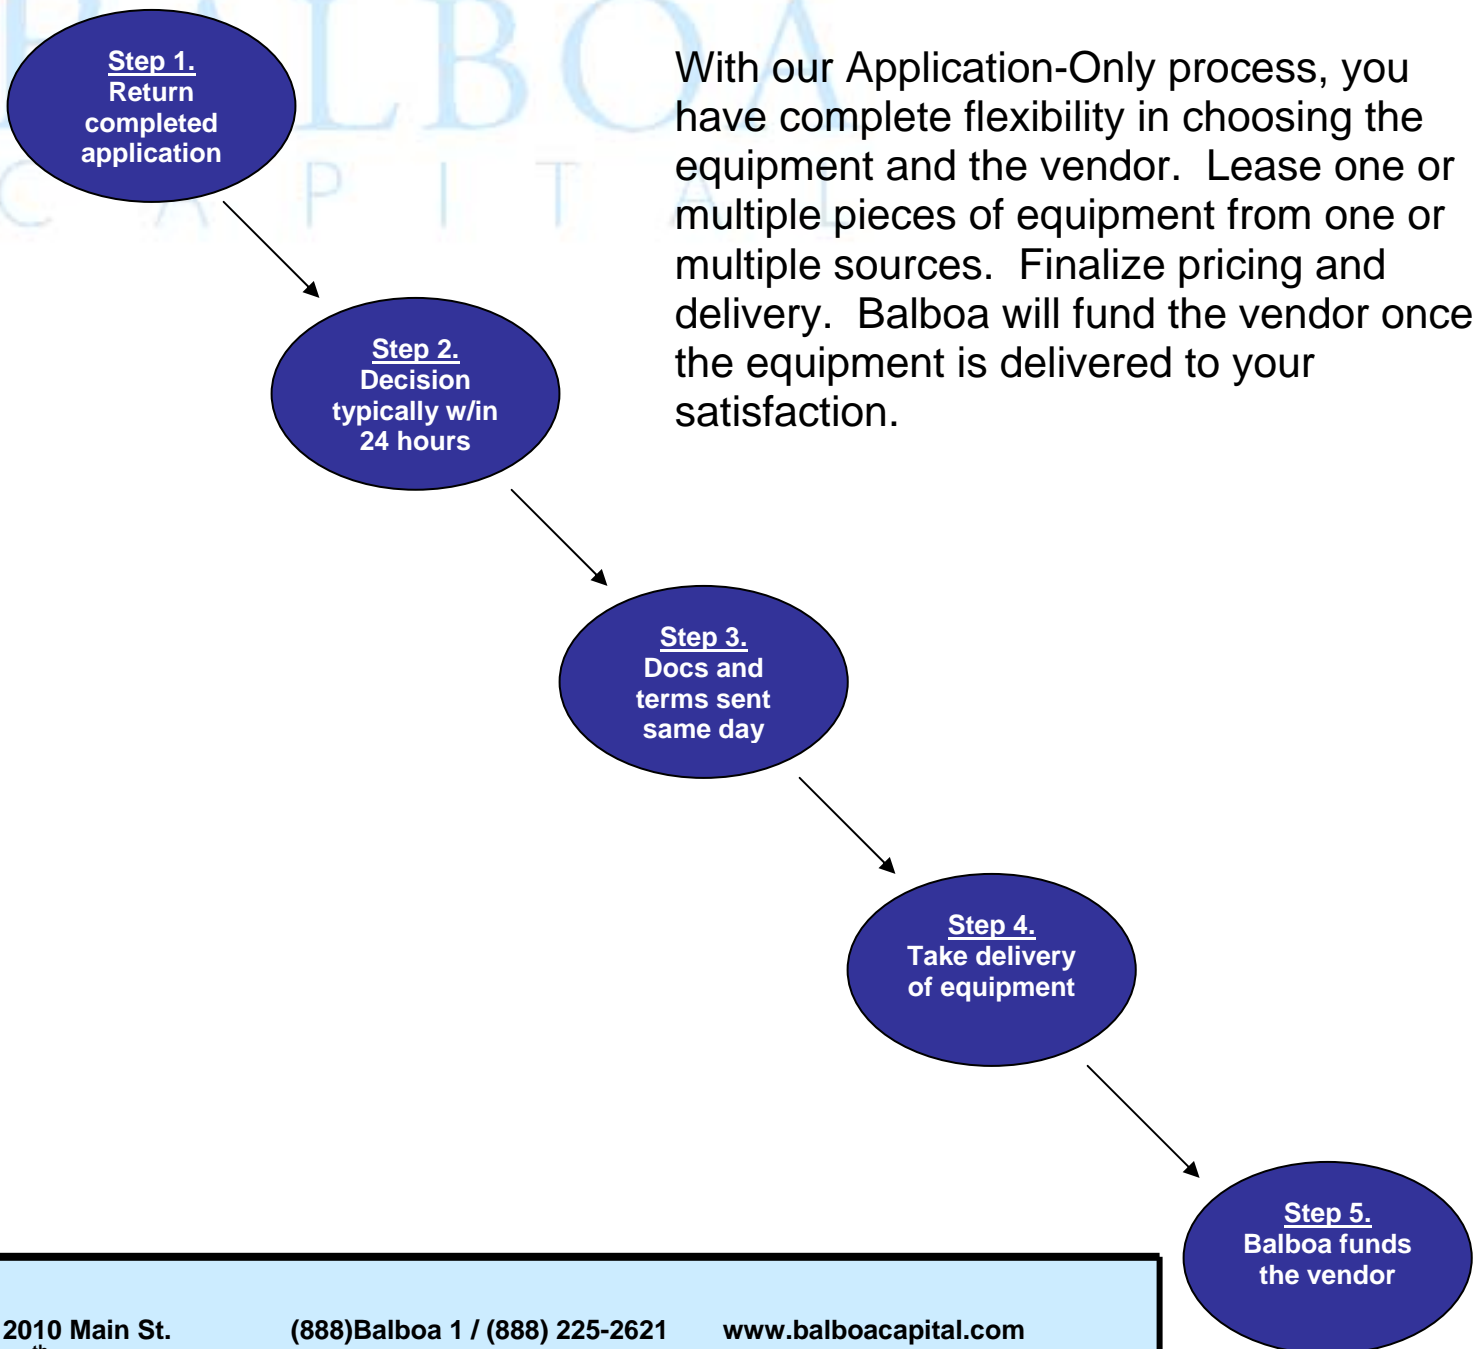 BALBOA
CAPITAL
With our Application-Only process, you
have complete flexibility in choosing the
equipment and the vendor.  Lease one or
multiple pieces of equipment from one or
multiple sources.  Finalize pricing and
delivery.  Balboa will fund the vendor once
the equipment is delivered to your
satisfaction.
Step 1.
Return
completed
application
Step 2.
Decision
typically w/in
24 hours
Step 3.
Docs and
terms sent
same day
Step 4.
Take delivery
of equipment
Step 5.
Balboa funds
the vendor
2010 Main St. (888)Balboa 1 / (888) 225-2621 www.balboacapital.com
th